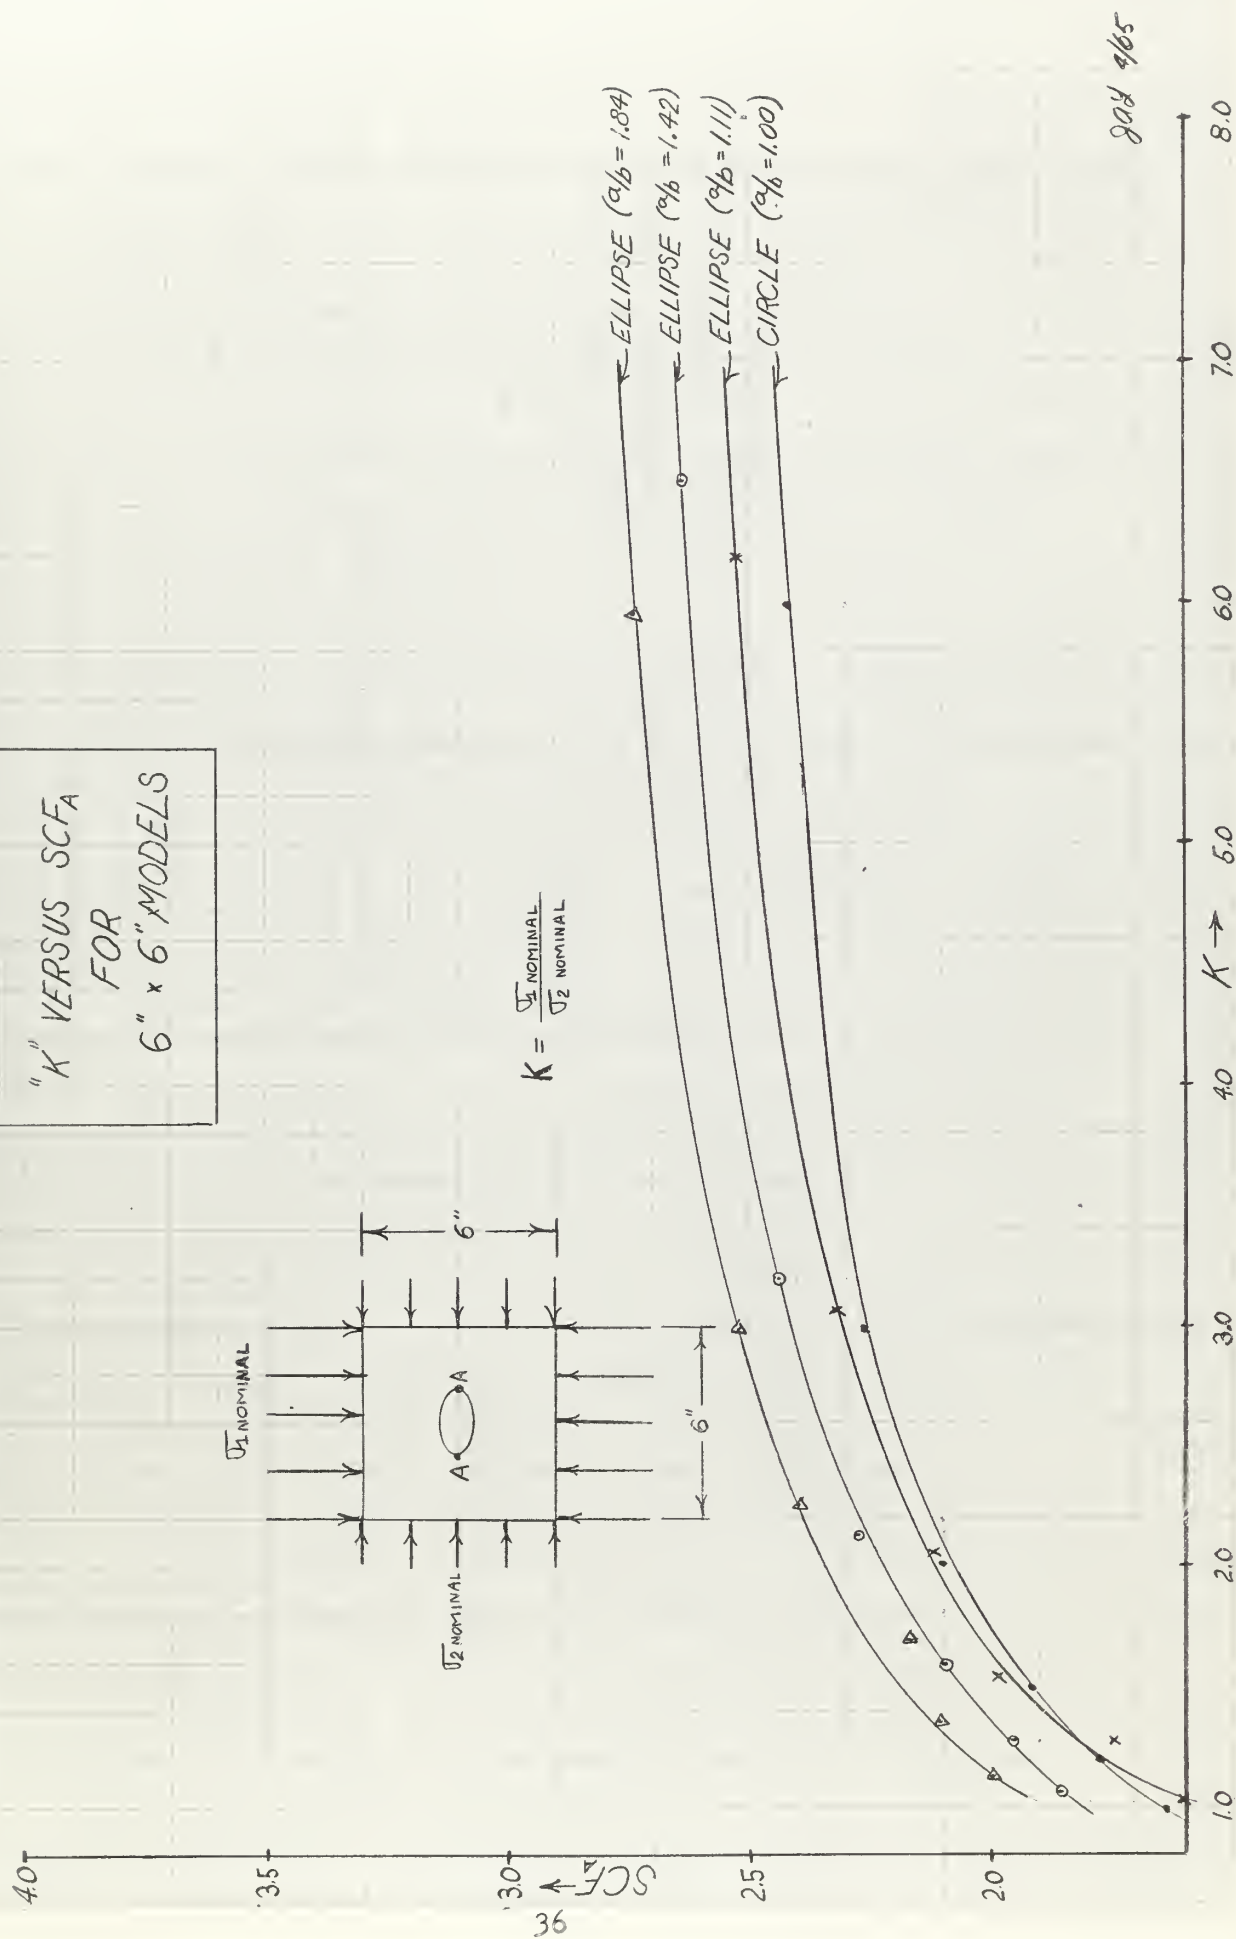 "K" VERSUS SCF_A
FOR
6" x 6" MODELS
σ1 NOMINAL
σ2 NOMINAL
A
A
6"
6"
K = σ1 NOMINAL / σ2 NOMINAL
ELLIPSE (a/b = 1.84)
ELLIPSE (a/b = 1.42)
ELLIPSE (a/b = 1.11)
CIRCLE (a/b = 1.00)
4.0
3.5
3.0
2.5
2.0
SCF_A →
1.0
2.0
3.0
4.0
5.0
6.0
7.0
8.0
K →
4/65
36